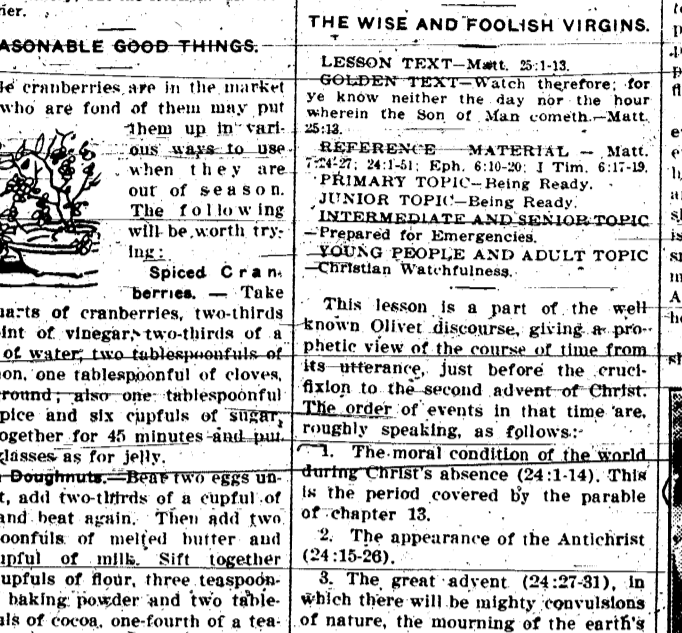 ier.
ASONABLE GOOD THINGS.
le cranberries are in the market
who are fond of them may put
them up in vari-
ous ways to use
when they are
out of season.
The following
will be worth try-
ing:
Spiced Cran-
berries. — Take
uarts of cranberries, two-thirds
int of vinegar, two-thirds of a
of water; two tablespoonfuls of
on, one tablespoonful of cloves,
round; also one tablespoonful
pice and six cupfuls of sugar,
ogether for 45 minutes and put
glasses as for jelly.
Doughnuts.—Beat two eggs un-
t, add two-thirds of a cupful of
and beat again. Then add two
oonfuls of melted butter and
upful of milk. Sift together
upfuls of flour, three teaspoon-
baking powder and two table-
ls of cocoa, one-fourth of a tea-
THE WISE AND FOOLISH VIRGINS.
LESSON TEXT—Matt. 25:1-13.
GOLDEN TEXT—Watch therefore; for
ye know neither the day nor the hour
wherein the Son of Man cometh.—Matt.
25:13.
REFERENCE MATERIAL — Matt.
7:24-27; 24:1-51; Eph. 6:10-20; I Tim. 6:17-19.
PRIMARY TOPIC—Being Ready.
JUNIOR TOPIC—Being Ready.
INTERMEDIATE AND SENIOR TOPIC
—Prepared for Emergencies.
YOUNG PEOPLE AND ADULT TOPIC
—Christian Watchfulness.
This lesson is a part of the well
known Olivet discourse, giving a pro-
phetic view of the course of time from
its utterance, just before the cruci-
fixion to the second advent of Christ.
The order of events in that time are,
roughly speaking, as follows:
1. The moral condition of the world
during Christ's absence (24:1-14). This
is the period covered by the parable
of chapter 13.
2. The appearance of the Antichrist
(24:15-26).
3. The great advent (24:27-31), in
which there will be mighty convulsions
of nature, the mourning of the earth's